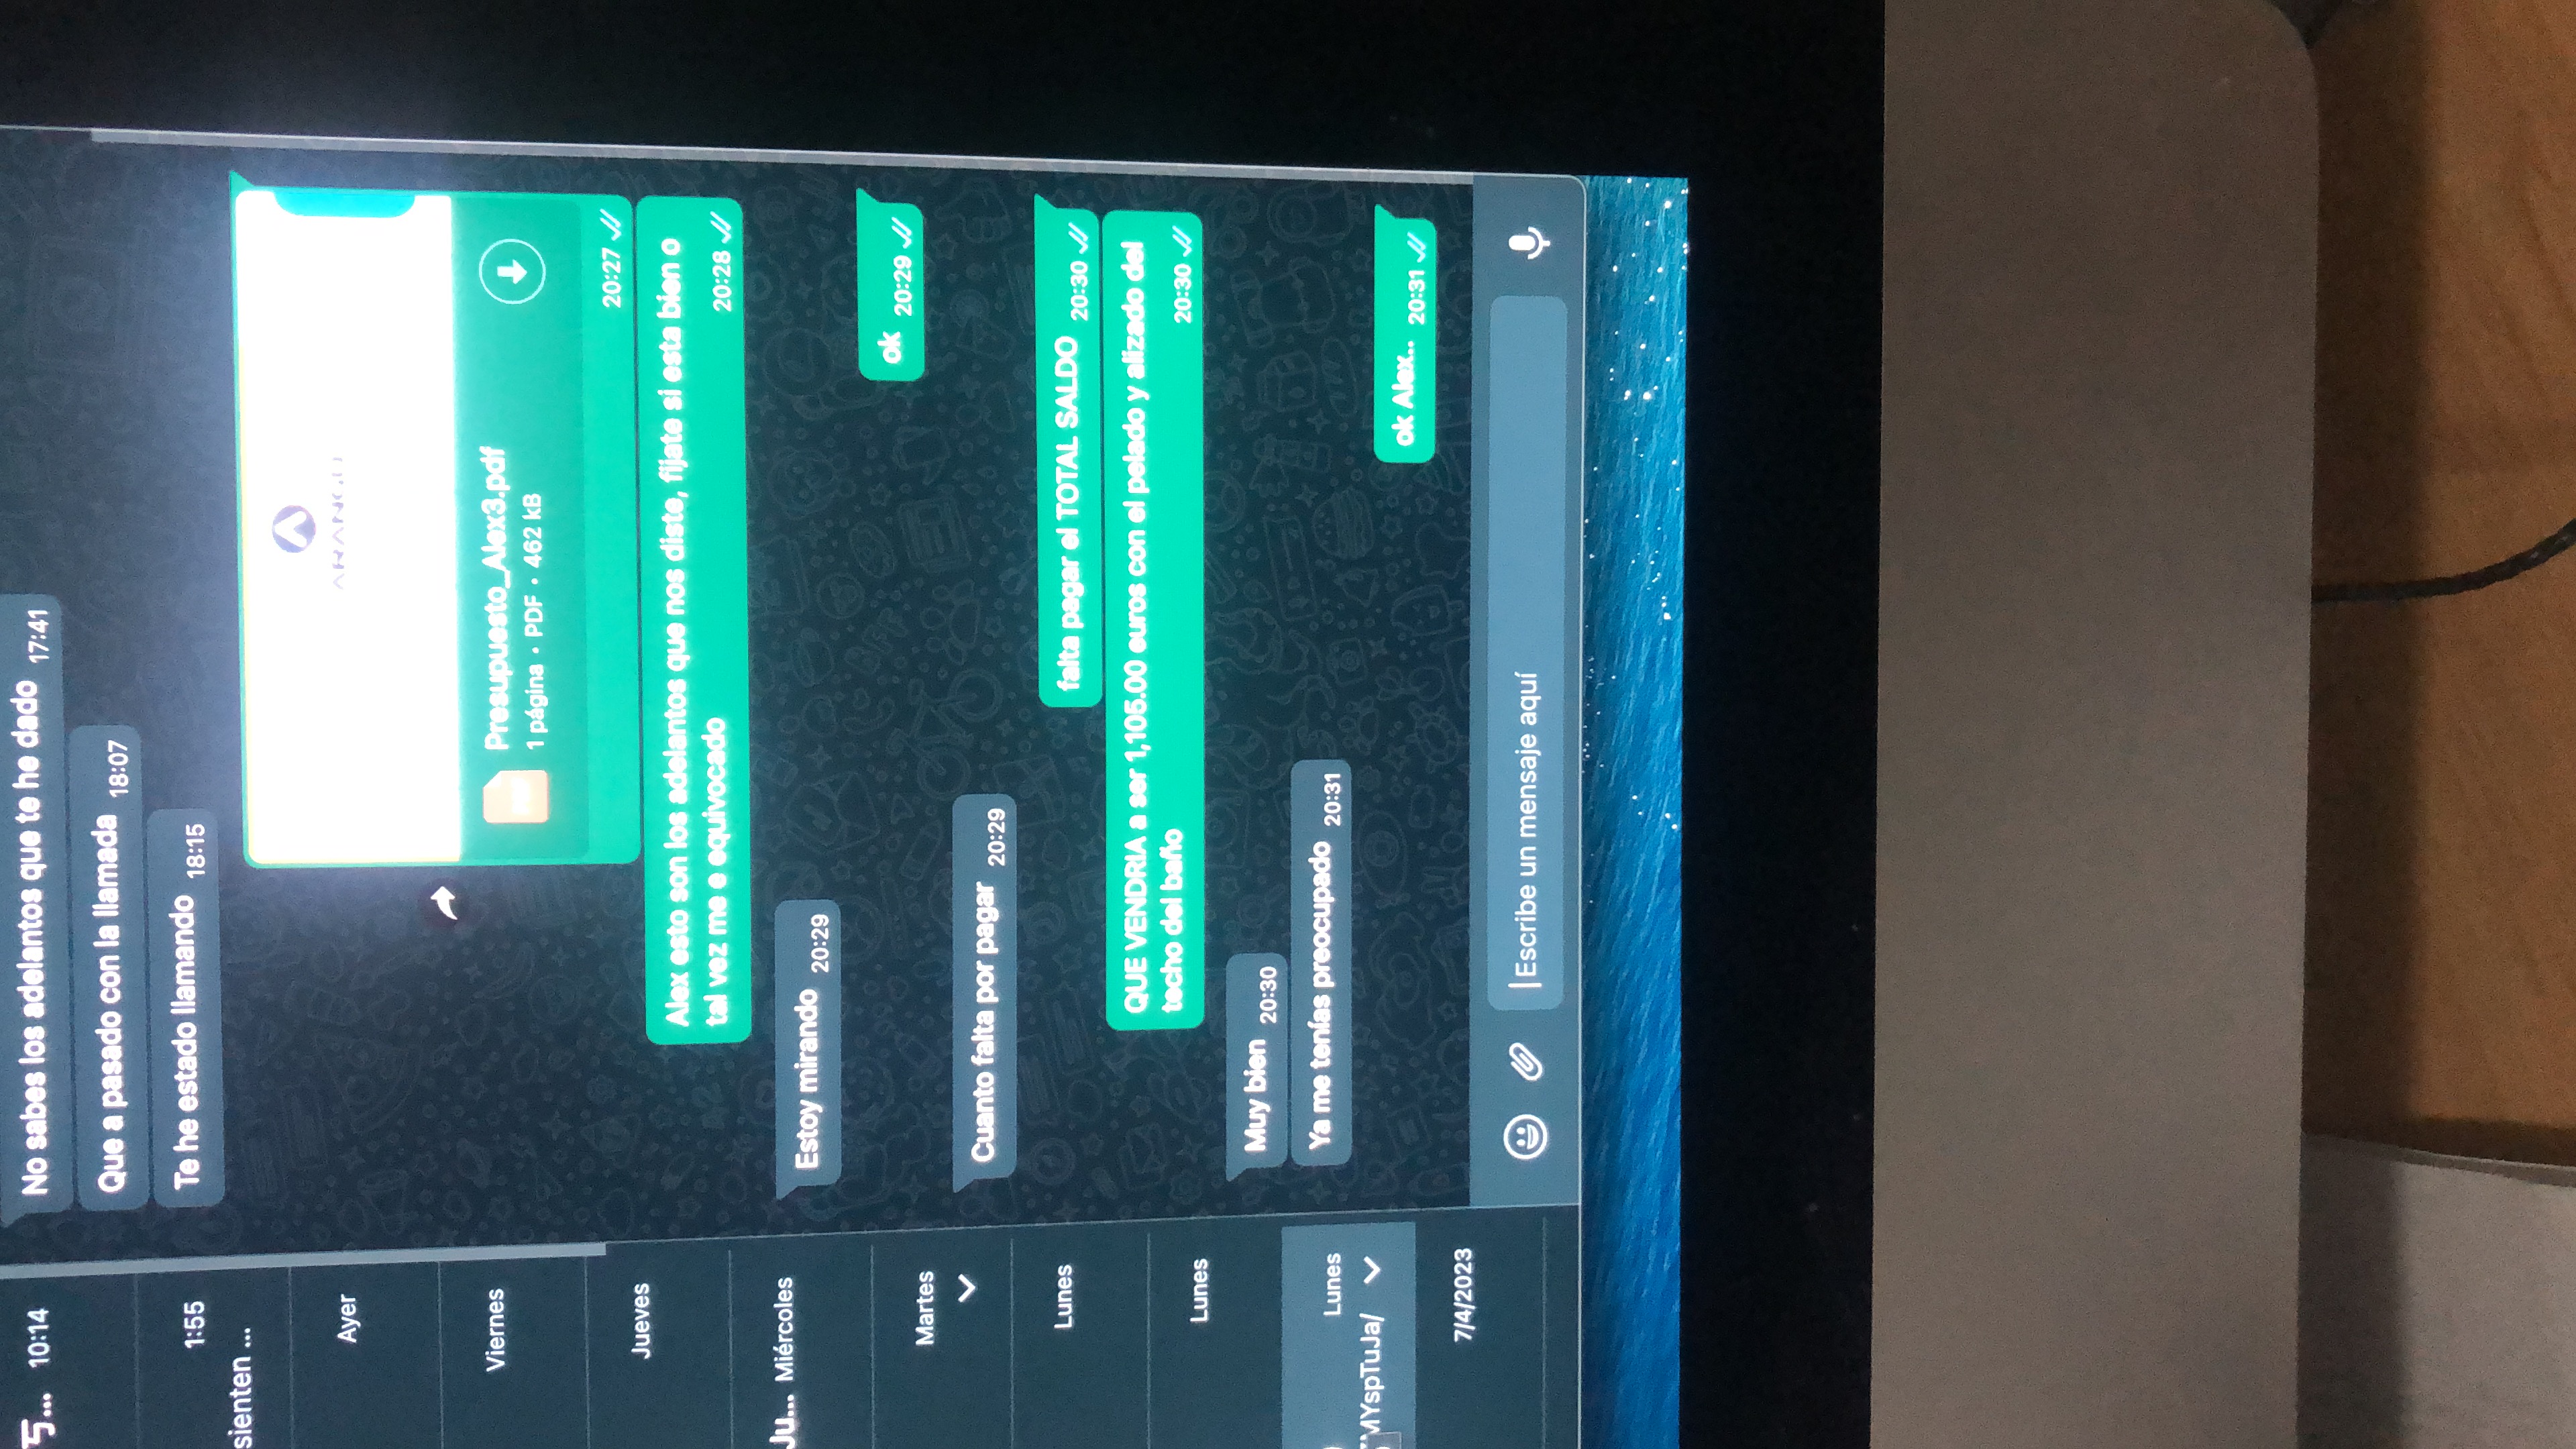 10:14
1:55
sienten ...
Ayer
Viernes
Jueves
Ju... Miércoles
Martes
Lunes
Lunes
Lunes
MYspTuJa/
7/4/2023
No sabes los adelantos que te he dado 17:41
Que a pasado con la llamada 18:07
Te he estado llamando 18:15
ARANGO
Presupuesto_Alex3.pdf
1 página • PDF • 462 kB
20:27
Alex esto son los adelantos que nos diste, fijate si esta bien o
tal vez me e equivocado 20:28
Estoy mirando 20:29
ok 20:29
Cuanto falta por pagar 20:29
falta pagar el TOTAL SALDO 20:30
QUE VENDRIA a ser 1,105.00 euros con el pelado y alizado del
techo del baño 20:30
Muy bien 20:30
Ya me tenías preocupado 20:31
ok Alex.. 20:31
Escribe un mensaje aquí